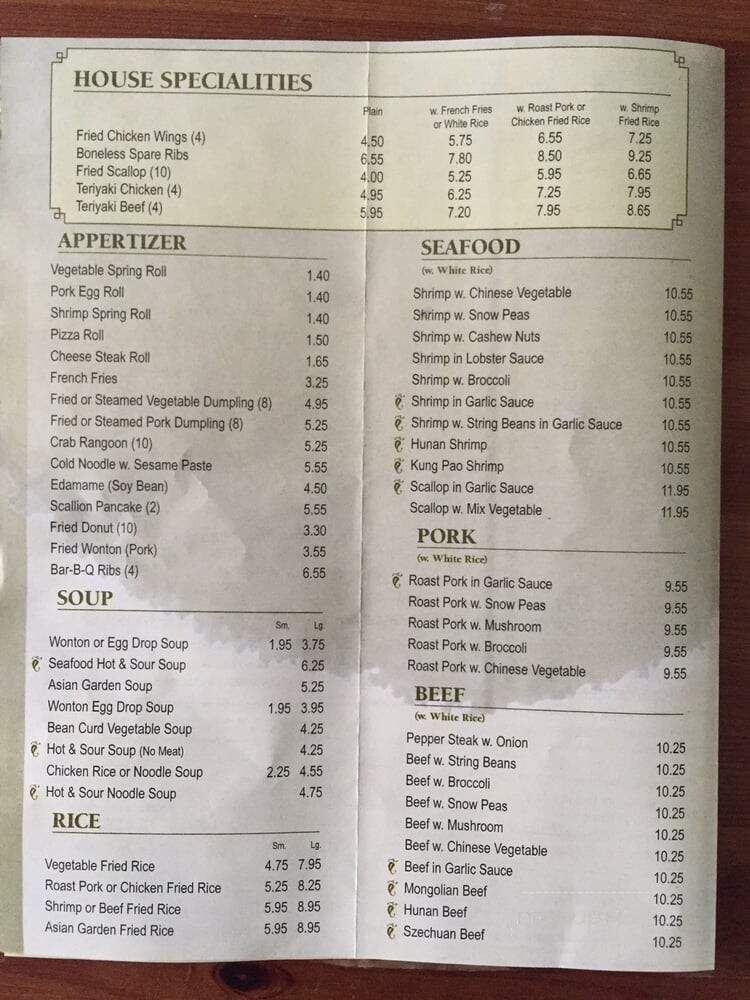 HOUSE SPECIALITIES
Plain w. French Fries or White Rice w. Roast Pork or Chicken Fried Rice w. Shrimp Fried Rice
Fried Chicken Wings (4) 4.50 5.75 6.55 7.25
Boneless Spare Ribs 6.55 7.80 8.50 9.25
Fried Scallop (10) 4.00 5.25 5.95 6.65
Teriyaki Chicken (4) 4.95 6.25 7.25 7.95
Teriyaki Beef (4) 5.95 7.20 7.95 8.65
APPERTIZER
Vegetable Spring Roll 1.40
Pork Egg Roll 1.40
Shrimp Spring Roll 1.40
Pizza Roll 1.50
Cheese Steak Roll 1.65
French Fries 3.25
Fried or Steamed Vegetable Dumpling (8) 4.95
Fried or Steamed Pork Dumpling (8) 5.25
Crab Rangoon (10) 5.25
Cold Noodle w. Sesame Paste 5.55
Edamame (Soy Bean) 4.50
Scallion Pancake (2) 5.55
Fried Donut (10) 3.30
Fried Wonton (Pork) 3.55
Bar-B-Q Ribs (4) 6.55
SOUP
Sm. Lg.
Wonton or Egg Drop Soup 1.95 3.75
Seafood Hot & Sour Soup 6.25
Asian Garden Soup 5.25
Wonton Egg Drop Soup 1.95 3.95
Bean Curd Vegetable Soup 4.25
Hot & Sour Soup (No Meat) 4.25
Chicken Rice or Noodle Soup 2.25 4.55
Hot & Sour Noodle Soup 4.75
RICE
Sm. Lg.
Vegetable Fried Rice 4.75 7.95
Roast Pork or Chicken Fried Rice 5.25 8.25
Shrimp or Beef Fried Rice 5.95 8.95
Asian Garden Fried Rice 5.95 8.95
SEAFOOD
(w. White Rice)
Shrimp w. Chinese Vegetable 10.55
Shrimp w. Snow Peas 10.55
Shrimp w. Cashew Nuts 10.55
Shrimp in Lobster Sauce 10.55
Shrimp w. Broccoli 10.55
Shrimp in Garlic Sauce 10.55
Shrimp w. String Beans in Garlic Sauce 10.55
Hunan Shrimp 10.55
Kung Pao Shrimp 10.55
Scallop in Garlic Sauce 11.95
Scallop w. Mix Vegetable 11.95
PORK
(w. White Rice)
Roast Pork in Garlic Sauce 9.55
Roast Pork w. Snow Peas 9.55
Roast Pork w. Mushroom 9.55
Roast Pork w. Broccoli 9.55
Roast Pork w. Chinese Vegetable 9.55
BEEF
(w. White Rice)
Pepper Steak w. Onion 10.25
Beef w. String Beans 10.25
Beef w. Broccoli 10.25
Beef w. Snow Peas 10.25
Beef w. Mushroom 10.25
Beef w. Chinese Vegetable 10.25
Beef in Garlic Sauce 10.25
Mongolian Beef 10.25
Hunan Beef 10.25
Szechuan Beef 10.25